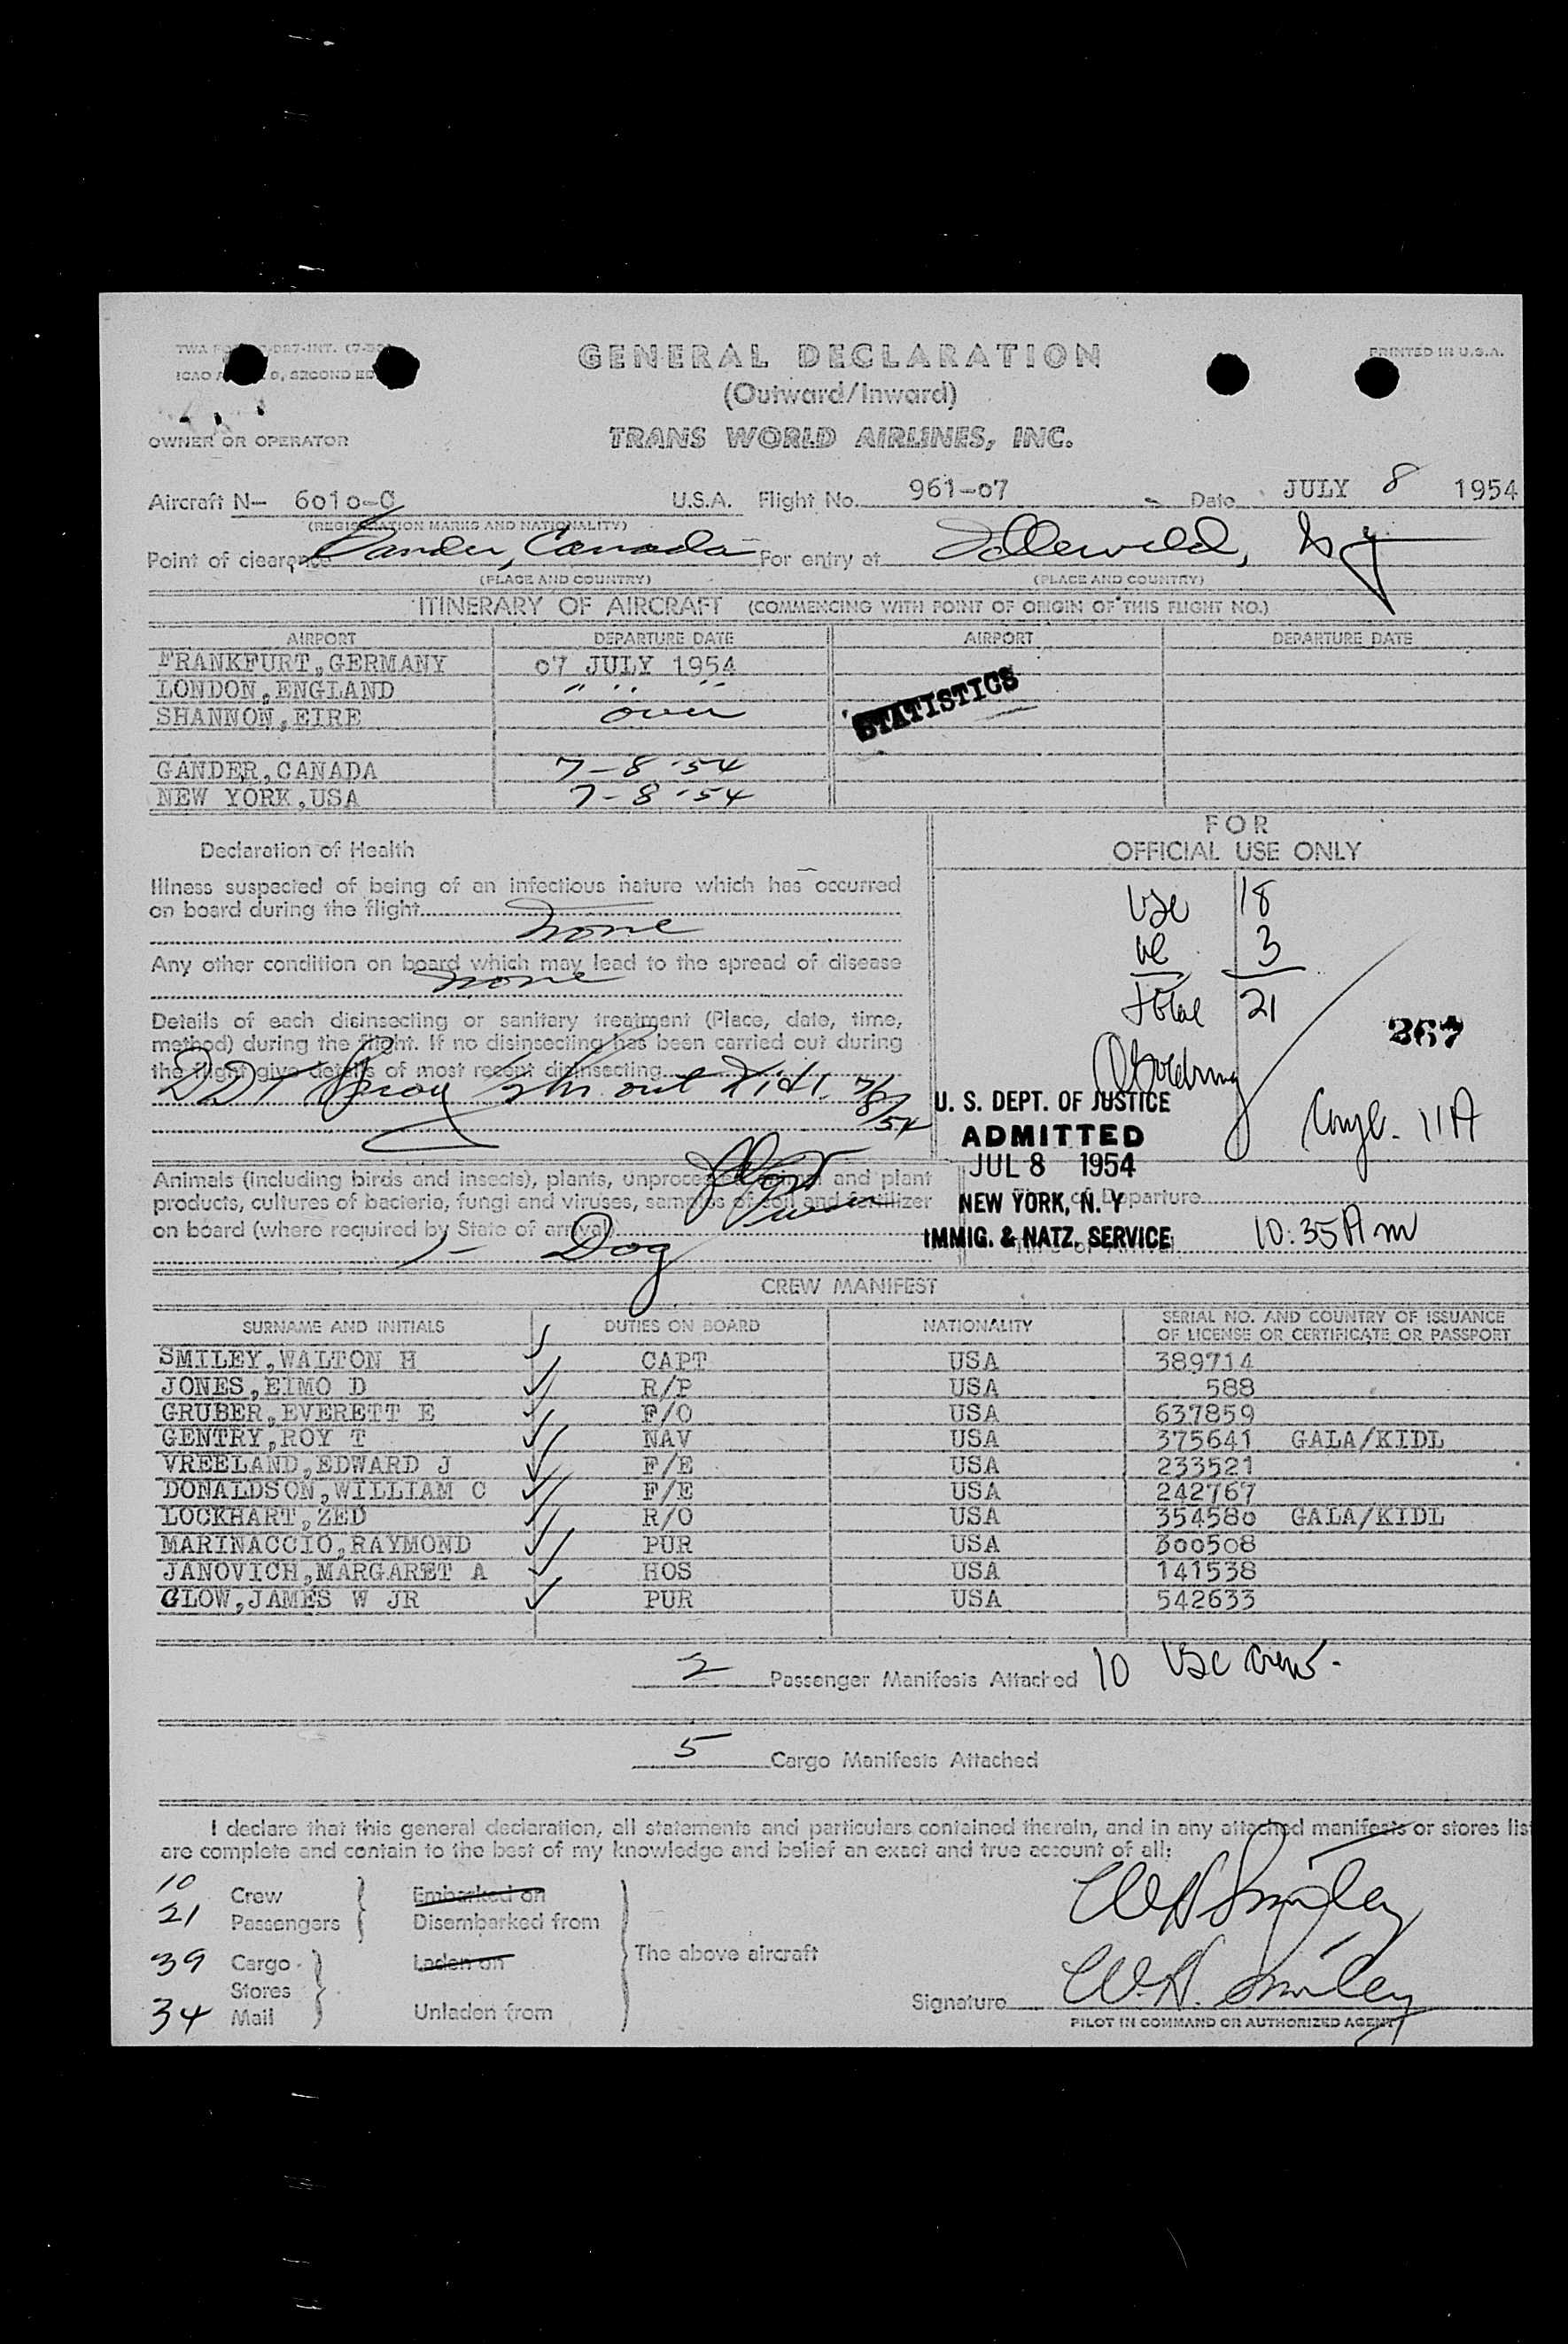 GENERAL DECLARATION
PRINTED IN U.S.A.
(Outward/Inward)
OWNER OR OPERATOR
TRANS WORLD AIRLINES, INC.
Aircraft N- 6010-C U.S.A. Flight No. 961-07 Date JULY 8 1954
(REGISTRATION MARKS AND NATIONALITY)
Point of clearance Gander, Canada For entry at Idlewild, NY
(PLACE AND COUNTRY) (PLACE AND COUNTRY)
ITINERARY OF AIRCRAFT (COMMENCING WITH POINT OF ORIGIN OF THIS FLIGHT NO.)
AIRPORT DEPARTURE DATE AIRPORT DEPARTURE DATE
FRANKFURT,GERMANY 07 JULY 1954
LONDON,ENGLAND " " "
SHANNON,EIRE over
STATISTICS
GANDER,CANADA 7-8-54
NEW YORK,USA 7-8-54
FOR
OFFICIAL USE ONLY
Declaration of Health
Illness suspected of being of an infectious nature which has occurred
on board during the flight
None
Any other condition on board which may lead to the spread of disease
none
Details of each disinsecting or sanitary treatment (Place, date, time,
method) during the flight. If no disinsecting has been carried out during
the flight give details of most recent disinsecting
DDT Spray 1/2 hr. out Kidl. 7/8/54
USC 18
3
Total 21
367
11A
U. S. DEPT. OF JUSTICE
ADMITTED
JUL 8 1954
NEW YORK, N. Y.
IMMIG. & NATZ. SERVICE
of Departure
10:35 Am
Animals (including birds and insects), plants, and plant
products, cultures of bacteria, fungi and viruses, samples of soil and fertilizer
on board (where required by State of arrival)
1- Dog
CREW MANIFEST
SURNAME AND INITIALS DUTIES ON BOARD NATIONALITY SERIAL NO. AND COUNTRY OF ISSUANCE
OF LICENSE OR CERTIFICATE OR PASSPORT
SMILEY,WALTON H CAPT USA 389714
JONES,EIMO D R/P USA 588
GRUBER,EVERETT E F/O USA 637859
GENTRY,ROY T NAV USA 375641 GALA/KIDL
VREELAND,EDWARD J F/E USA 233521
DONALDSON,WILLIAM C F/E USA 242767
LOCKHART,ZED R/O USA 354580 GALA/KIDL
MARINACCIO,RAYMOND PUR USA 300508
JANOVICH,MARGARET A HOS USA 141538
GLOW,JAMES W JR PUR USA 542633
2 Passenger Manifests Attached 10 USC crew.
5 Cargo Manifests Attached
I declare that this general declaration, all statements and particulars contained therein, and in any attached manifests or stores list
are complete and contain to the best of my knowledge and belief an exact and true account of all:
10 Crew Embarked on
21 Passengers Disembarked from
39 Cargo Laden on
The above aircraft
Stores
34 Mail Unladen from
W H Smiley
Signature W.H. Smiley
PILOT IN COMMAND OR AUTHORIZED AGENT